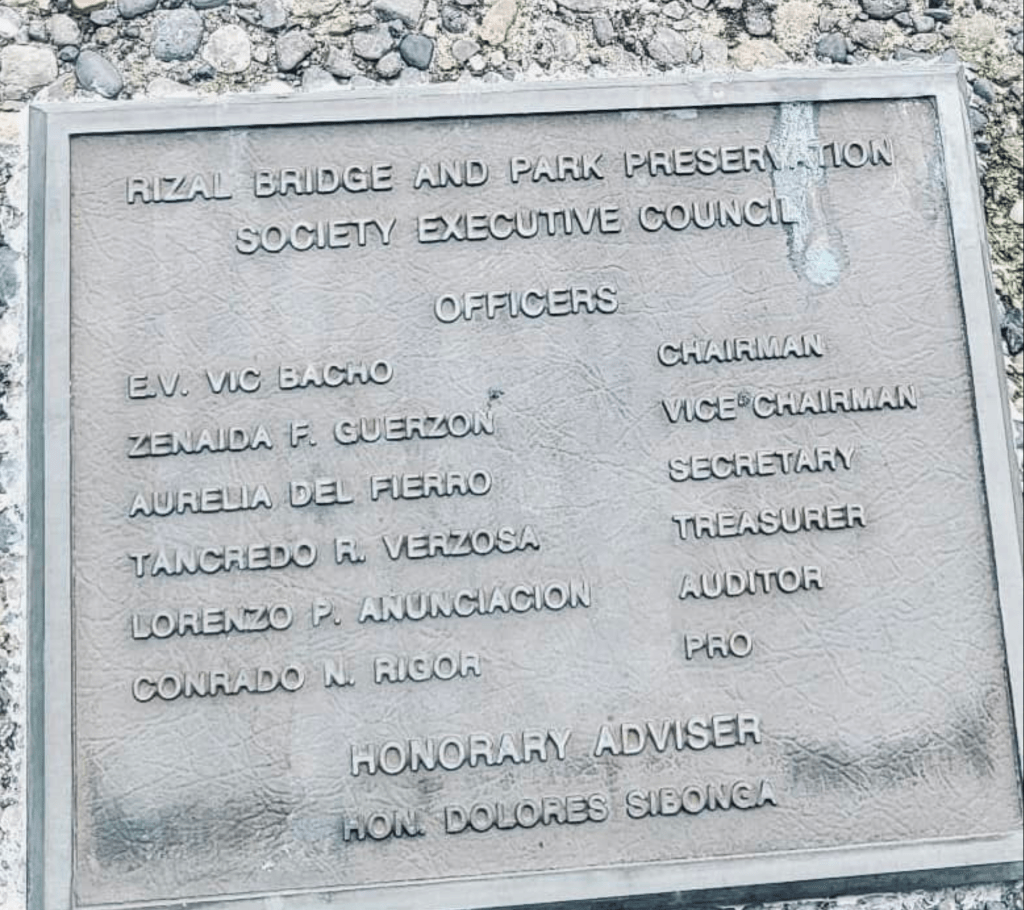 RIZAL BRIDGE AND PARK PRESERVATION
SOCIETY EXECUTIVE COUNCIL
OFFICERS
E.V. VIC BACHO CHAIRMAN
ZENAIDA F. GUERZON VICE CHAIRMAN
AURELIA DEL FIERRO SECRETARY
TANCREDO R. VERZOSA TREASURER
LORENZO P. ANUNCIACION AUDITOR
CONRADO N. RIGOR PRO
HONORARY ADVISER
HON. DOLORES SIBONGA